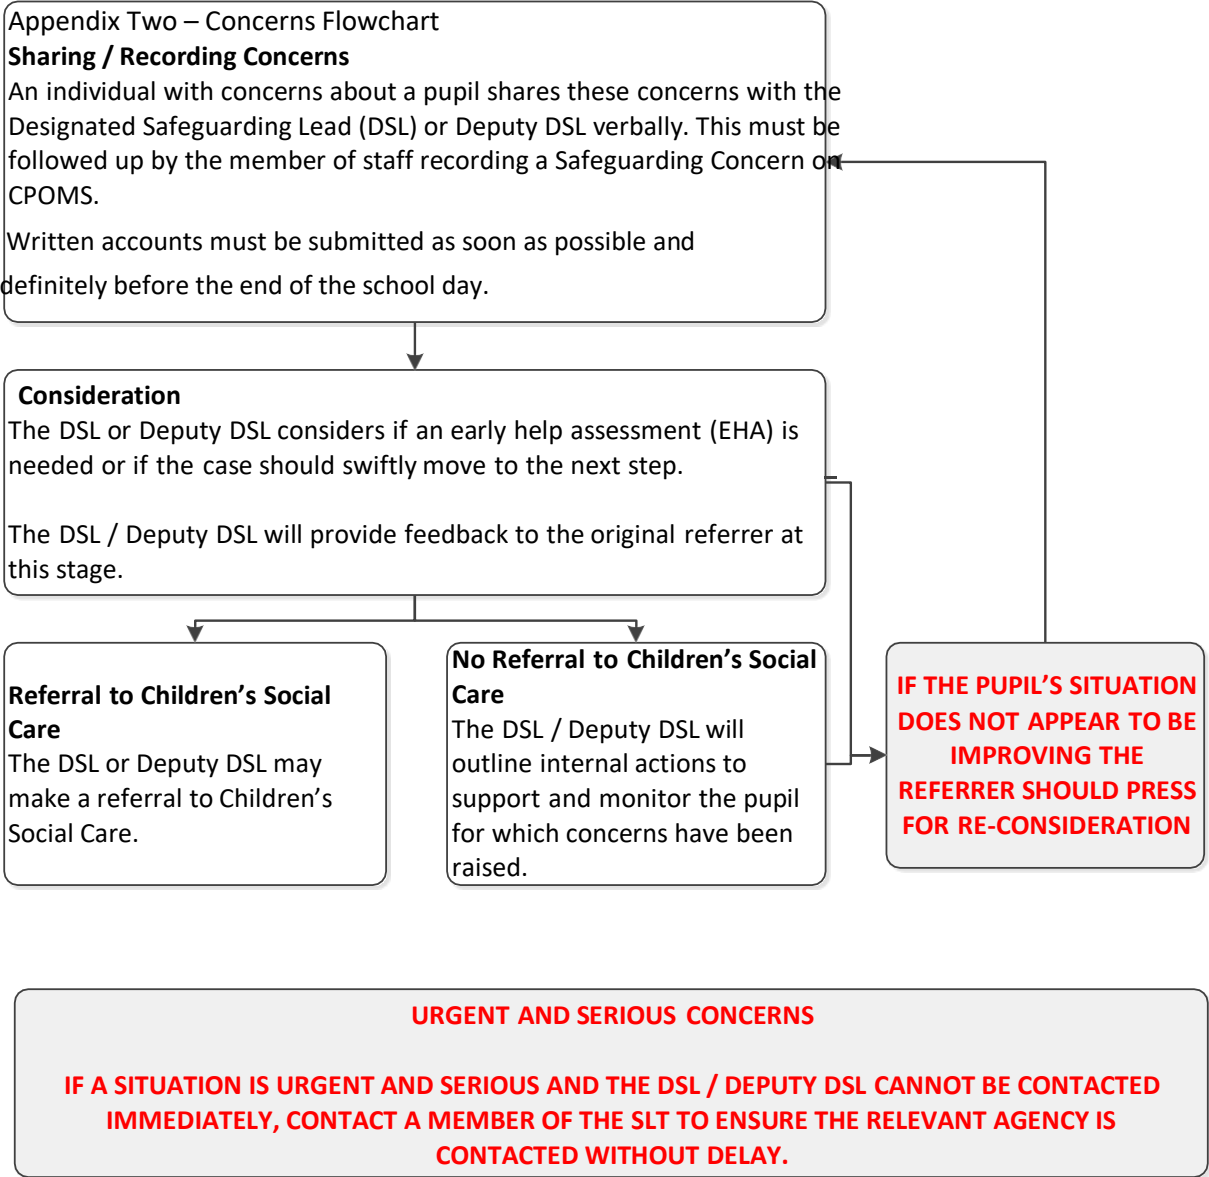 Appendix Two – Concerns Flowchart
Sharing / Recording Concerns
An individual with concerns about a pupil shares these concerns with the
Designated Safeguarding Lead (DSL) or Deputy DSL verbally. This must be
followed up by the member of staff recording a Safeguarding Concern on
CPOMS.
Written accounts must be submitted as soon as possible and
definitely before the end of the school day.
Consideration
The DSL or Deputy DSL considers if an early help assessment (EHA) is
needed or if the case should swiftly move to the next step.
The DSL / Deputy DSL will provide feedback to the original referrer at
this stage.
Referral to Children’s Social
Care
The DSL or Deputy DSL may
make a referral to Children’s
Social Care.
No Referral to Children’s Social
Care
The DSL / Deputy DSL will
outline internal actions to
support and monitor the pupil
for which concerns have been
raised.
IF THE PUPIL’S SITUATION
DOES NOT APPEAR TO BE
IMPROVING THE
REFERRER SHOULD PRESS
FOR RE-CONSIDERATION
URGENT AND SERIOUS CONCERNS
IF A SITUATION IS URGENT AND SERIOUS AND THE DSL / DEPUTY DSL CANNOT BE CONTACTED
IMMEDIATELY, CONTACT A MEMBER OF THE SLT TO ENSURE THE RELEVANT AGENCY IS
CONTACTED WITHOUT DELAY.